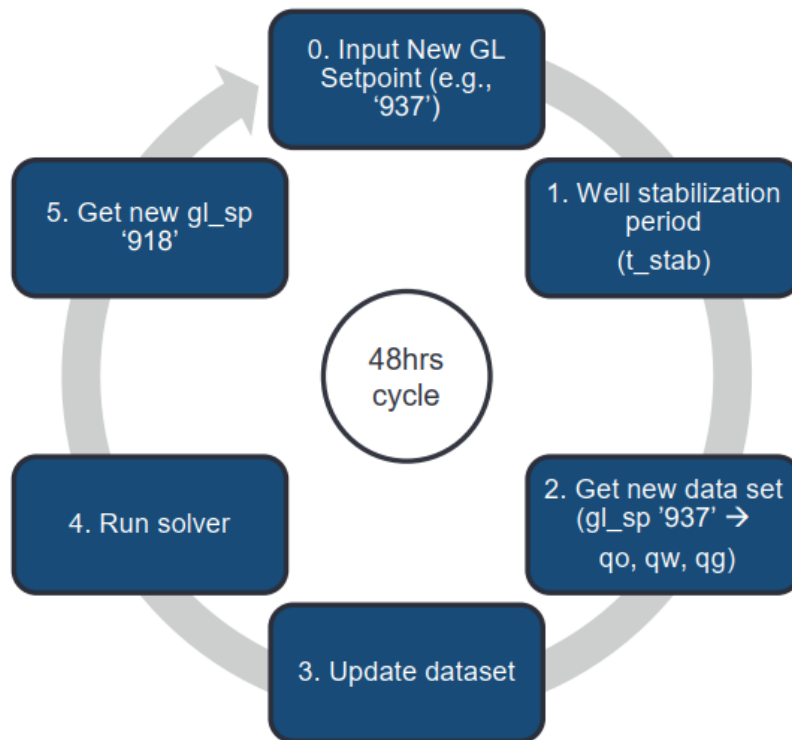 0. Input New GL
Setpoint (e.g.,
‘937’)
1. Well stabilization
period
(t_stab)
2. Get new data set
(gl_sp ’937’ →
qo, qw, qg)
3. Update dataset
4. Run solver
5. Get new gl_sp
‘918’
48hrs
cycle